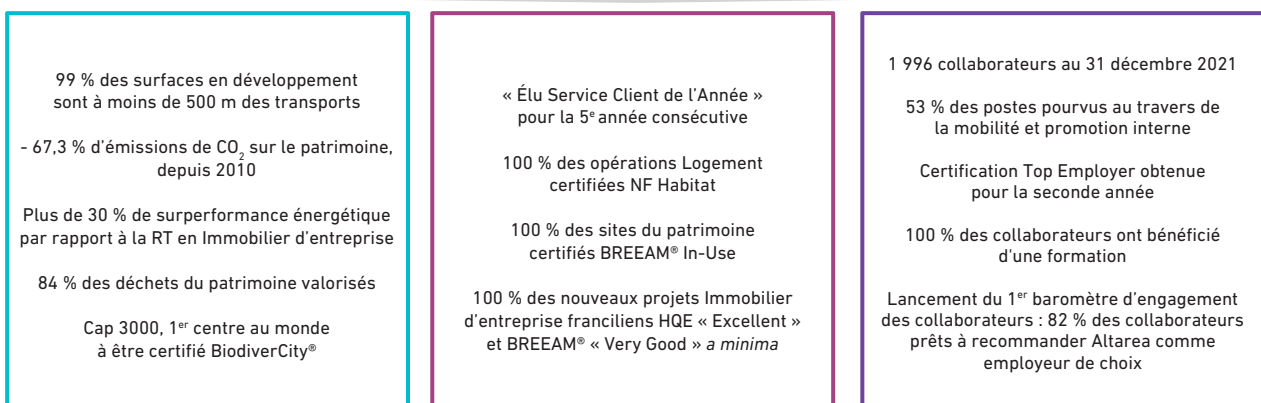 99 % des surfaces en développement
sont à moins de 500 m des transports
- 67,3 % d'émissions de CO₂ sur le patrimoine,
depuis 2010
Plus de 30 % de surperformance énergétique
par rapport à la RT en Immobilier d'entreprise
84 % des déchets du patrimoine valorisés
Cap 3000, 1er centre au monde
à être certifié BiodiverCity®
« Élu Service Client de l'Année »
pour la 5e année consécutive
100 % des opérations Logement
certifiées NF Habitat
100 % des sites du patrimoine
certifiés BREEAM® In-Use
100 % des nouveaux projets Immobilier
d'entreprise franciliens HQE « Excellent »
et BREEAM® « Very Good » a minima
1 996 collaborateurs au 31 décembre 2021
53 % des postes pourvus au travers de
la mobilité et promotion interne
Certification Top Employer obtenue
pour la seconde année
100 % des collaborateurs ont bénéficié
d'une formation
Lancement du 1er baromètre d'engagement
des collaborateurs : 82 % des collaborateurs
prêts à recommander Altarea comme
employeur de choix